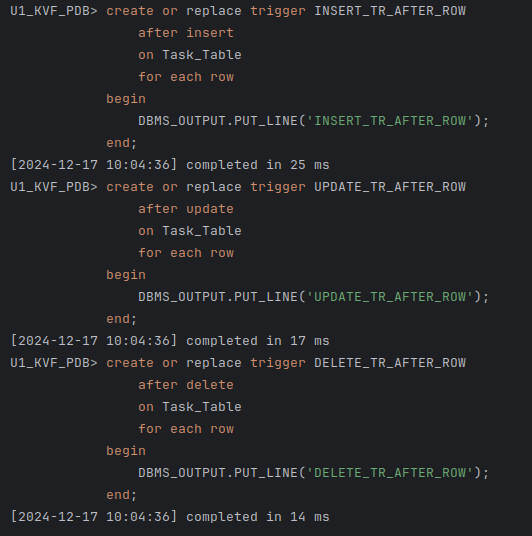 U1_KVF_PDB> create or replace trigger INSERT_TR_AFTER_ROW
                after insert
                on Task_Table
                for each row
            begin
                DBMS_OUTPUT.PUT_LINE('INSERT_TR_AFTER_ROW');
            end;
[2024-12-17 10:04:36] completed in 25 ms
U1_KVF_PDB> create or replace trigger UPDATE_TR_AFTER_ROW
                after update
                on Task_Table
                for each row
            begin
                DBMS_OUTPUT.PUT_LINE('UPDATE_TR_AFTER_ROW');
            end;
[2024-12-17 10:04:36] completed in 17 ms
U1_KVF_PDB> create or replace trigger DELETE_TR_AFTER_ROW
                after delete
                on Task_Table
                for each row
            begin
                DBMS_OUTPUT.PUT_LINE('DELETE_TR_AFTER_ROW');
            end;
[2024-12-17 10:04:36] completed in 14 ms